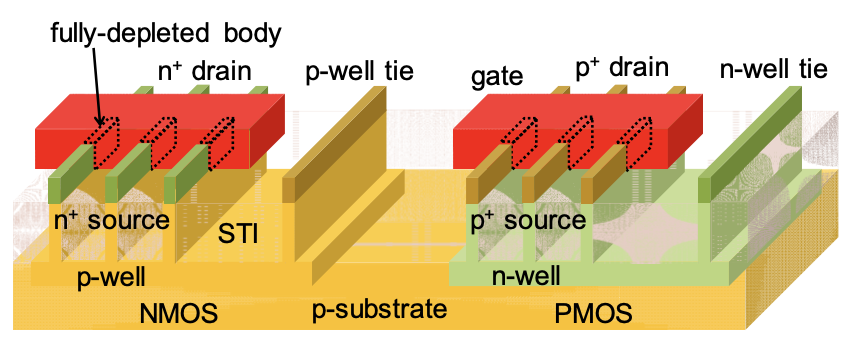 fully-depleted body
n⁺ drain
p-well tie
gate
p⁺ drain
n-well tie
n⁺ source
STI
p⁺ source
p-well
n-well
NMOS
p-substrate
PMOS